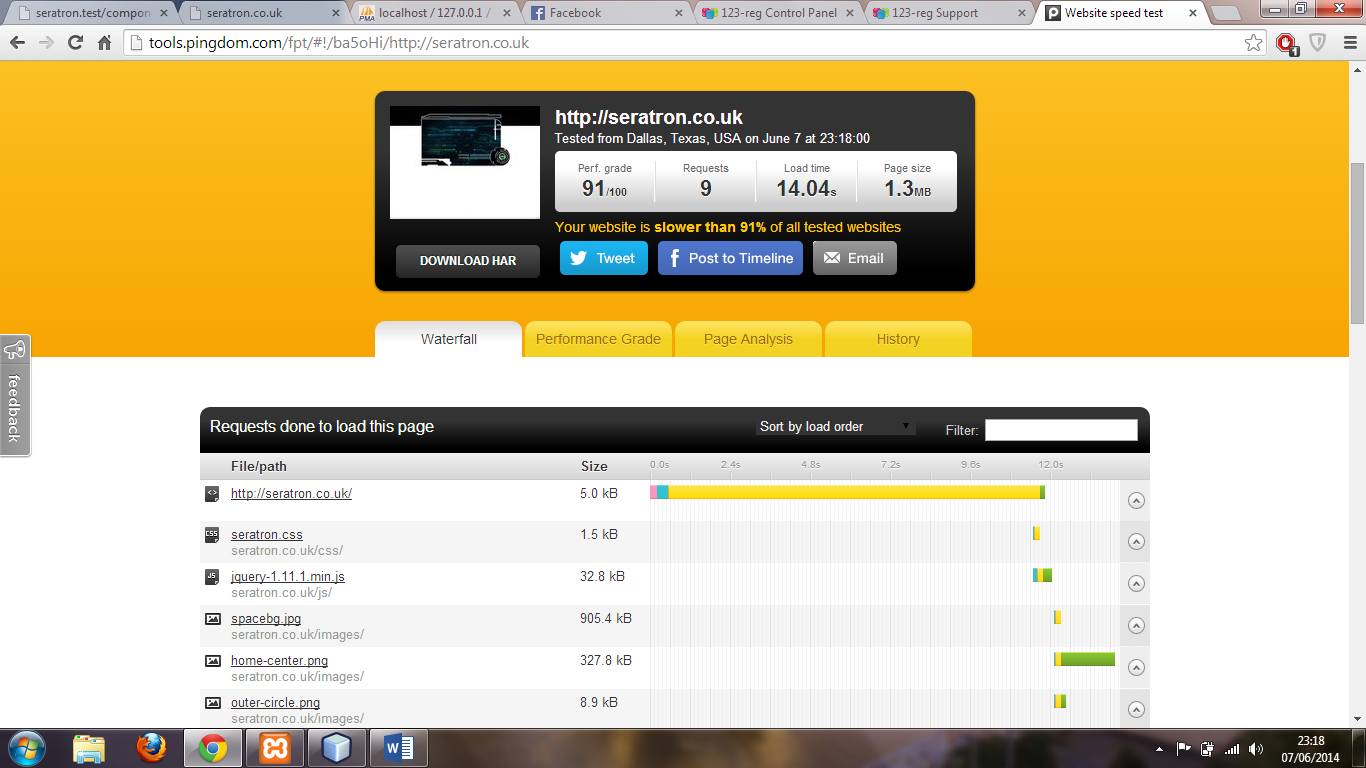 seratron.test/compon
seratron.co.uk
PMA localhost / 127.0.0.1 /
Facebook
123-reg Control Panel
123-reg Support
Website speed test
tools.pingdom.com/fpt/#!/ba5oHi/http://seratron.co.uk
1
http://seratron.co.uk
Tested from Dallas, Texas, USA on June 7 at 23:18:00
Perf. grade Requests Load time Page size
91/100 9 14.04s 1.3MB
Your website is slower than 91% of all tested websites
DOWNLOAD HAR
Tweet Post to Timeline Email
Waterfall Performance Grade Page Analysis History
feedback
Requests done to load this page Sort by load order Filter:
File/path Size 0.0s 2.4s 4.8s 7.2s 9.6s 12.0s
http://seratron.co.uk/ 5.0 kB
CSS seratron.css 1.5 kB
seratron.co.uk/css/
JS jquery-1.11.1.min.js 32.8 kB
seratron.co.uk/js/
spacebg.jpg 905.4 kB
seratron.co.uk/images/
home-center.png 327.8 kB
seratron.co.uk/images/
outer-circle.png 8.9 kB
seratron.co.uk/images/
23:18
07/06/2014